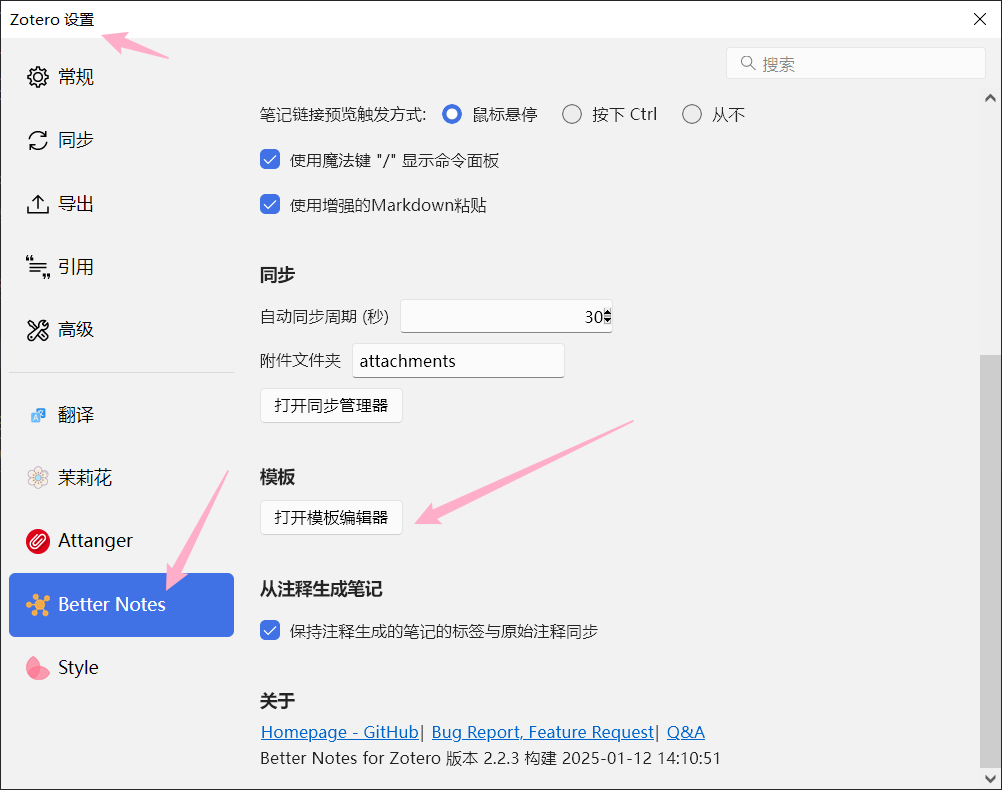 Zotero 设置
搜索
常规
同步
导出
引用
高级
翻译
茉莉花
Attanger
Better Notes
Style
笔记链接预览触发方式: 鼠标悬停 按下 Ctrl 从不
使用魔法键 "/" 显示命令面板
使用增强的Markdown粘贴
同步
自动同步周期 (秒) 30
附件文件夹 attachments
打开同步管理器
模板
打开模板编辑器
从注释生成笔记
保持注释生成的笔记的标签与原始注释同步
关于
Homepage - GitHub| Bug Report, Feature Request| Q&A
Better Notes for Zotero 版本 2.2.3 构建 2025-01-12 14:10:51